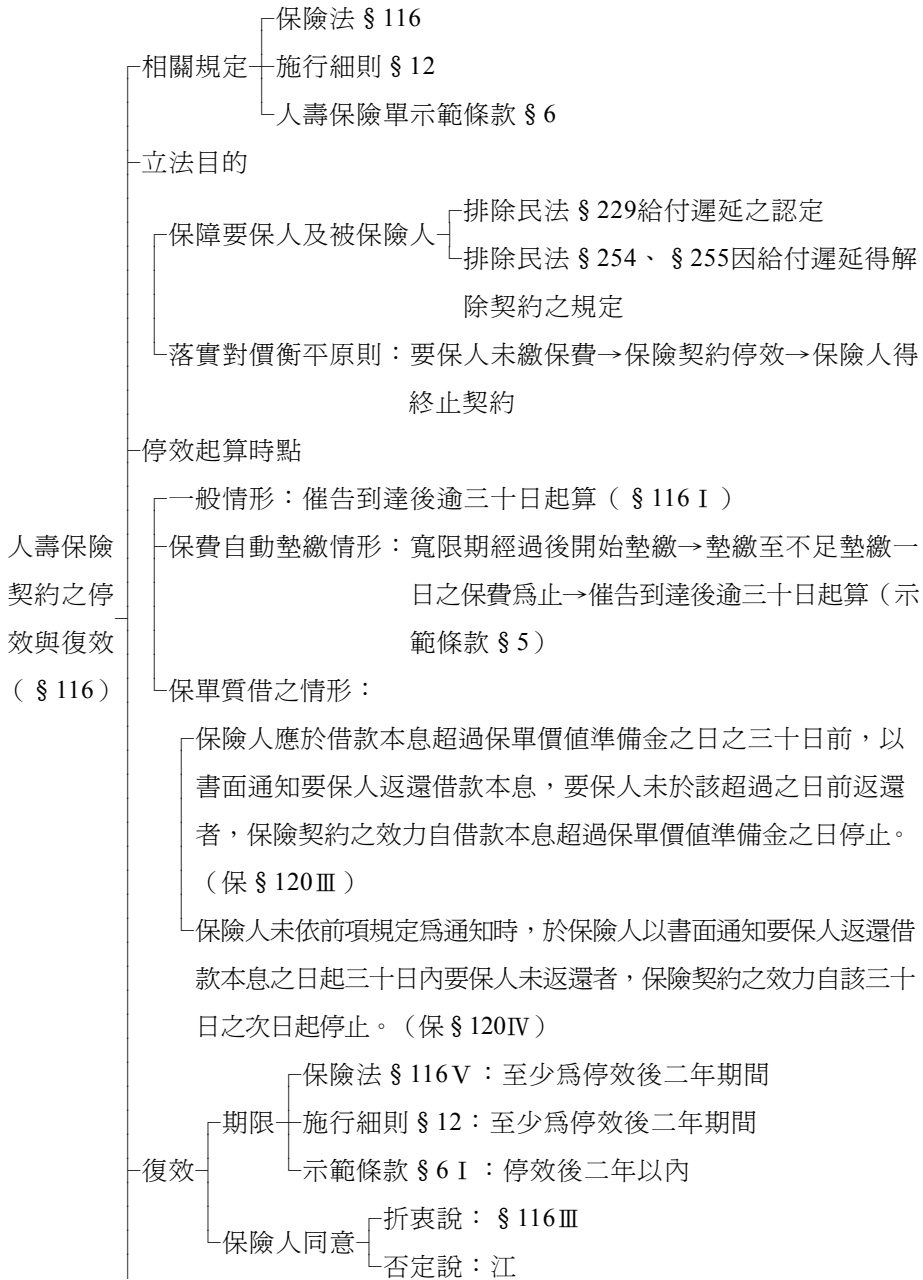 保險法§116
相關規定
施行細則§12
人壽保險單示範條款§6
立法目的
排除民法§229給付遲延之認定
保障要保人及被保險人
排除民法§254、§255因給付遲延得解
除契約之規定
落實對價衡平原則：要保人未繳保費→保險契約停效→保險人得
終止契約
停效起算時點
一般情形：催告到達後逾三十日起算（§116Ⅰ）
人壽保險
契約之停
效與復效
（§116）
保費自動墊繳情形：寬限期經過後開始墊繳→墊繳至不足墊繳一
日之保費爲止→催告到達後逾三十日起算（示
範條款§5）
保單質借之情形：
保險人應於借款本息超過保單價値準備金之日之三十日前，以
書面通知要保人返還借款本息，要保人未於該超過之日前返還
者，保險契約之效力自借款本息超過保單價値準備金之日停止。
（保§120Ⅲ）
保險人未依前項規定爲通知時，於保險人以書面通知要保人返還借
款本息之日起三十日內要保人未返還者，保險契約之效力自該三十
日之次日起停止。（保§120Ⅳ）
復效
期限
保險法§116Ⅴ：至少爲停效後二年期間
施行細則§12：至少爲停效後二年期間
示範條款§6Ⅰ：停效後二年以內
保險人同意
折衷說：§116Ⅲ
否定說：江